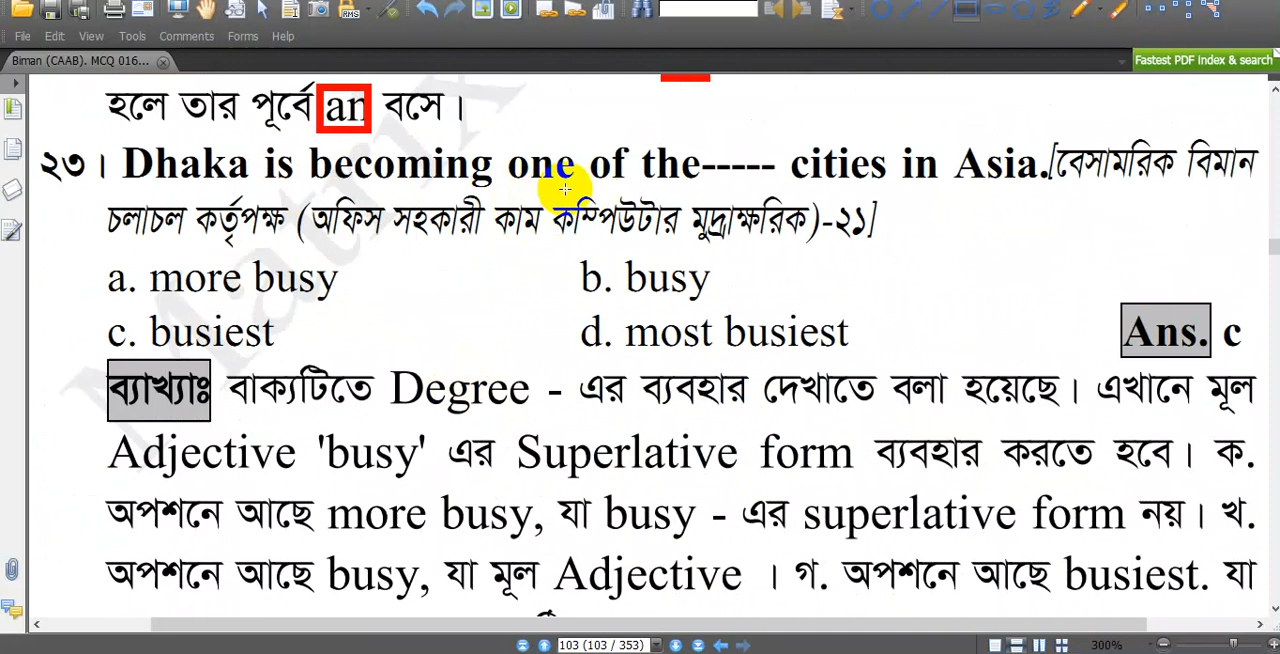 RMS
File Edit View Tools Comments Forms Help
Biman (CAAB). MCQ 016...
Fastest PDF Index & search
হলে তার পূর্বে an বসে।
২৩। Dhaka is becoming one of the----- cities in Asia.[বেসামরিক বিমান
চলাচল কর্তৃপক্ষ (অফিস সহকারী কাম কম্পিউটার মুদ্রাক্ষরিক)-২১]
a. more busy b. busy
c. busiest d. most busiest Ans. c
ব্যাখ্যাঃ বাক্যটিতে Degree - এর ব্যবহার দেখাতে বলা হয়েছে। এখানে মূল
Adjective 'busy' এর Superlative form ব্যবহার করতে হবে। ক.
অপশনে আছে more busy, যা busy - এর superlative form নয়। খ.
অপশনে আছে busy, যা মূল Adjective । গ. অপশনে আছে busiest. যা
Matrix
103 (103 / 353) 300%